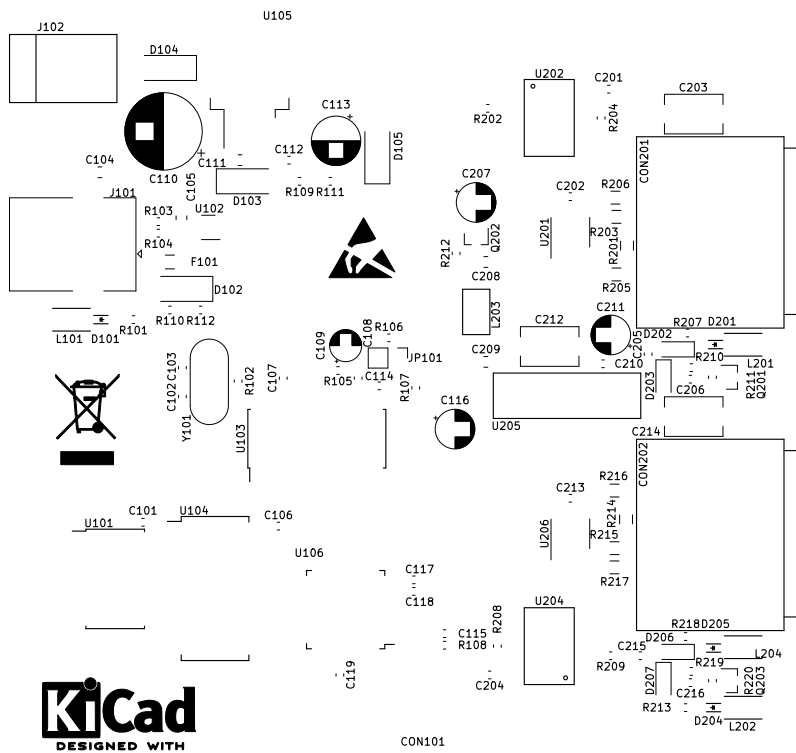 U105
J102
D104
U202
C201
C203
C113
R202
R204
C112
C111
C104
C110
D105
CON201
J101
C105
D103
R109
R111
C207
C202
R206
R103
U102
R104
U201
R203
R201
Q202
R212
F101
C208
R205
D102
R110
R112
L203
L101
D101
R101
C109
C108
R106
JP101
C212
C211
C205
D202
R207
D201
R210
L201
C209
C210
C103
C102
R102
C107
R105
C114
R107
D203
C206
R211
Q201
C116
U205
C214
Y101
U103
CON202
R216
C213
R214
C101
U101
U104
C106
U206
R215
U106
R217
C117
C118
U204
R208
C115
R108
R218
D205
D206
C215
L204
R209
R219
C119
C204
D207
C216
R220
Q203
R213
D204
L202
KiCad
DESIGNED WITH
CON101